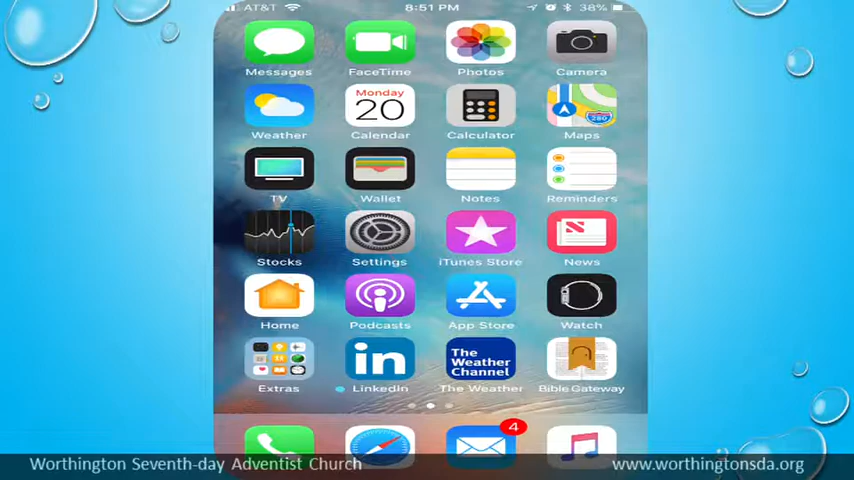 AT&T 8:51 PM 38%
Messages FaceTime Photos Camera
Monday
20
280
Weather Calendar Calculator Maps
TV Wallet Notes Reminders
Stocks Settings iTunes Store News
Home Podcasts App Store Watch
in The Weather Channel
Extras LinkedIn The Weather Bible Gateway
4
Worthington Seventh-day Adventist Church www.worthingtonsda.org